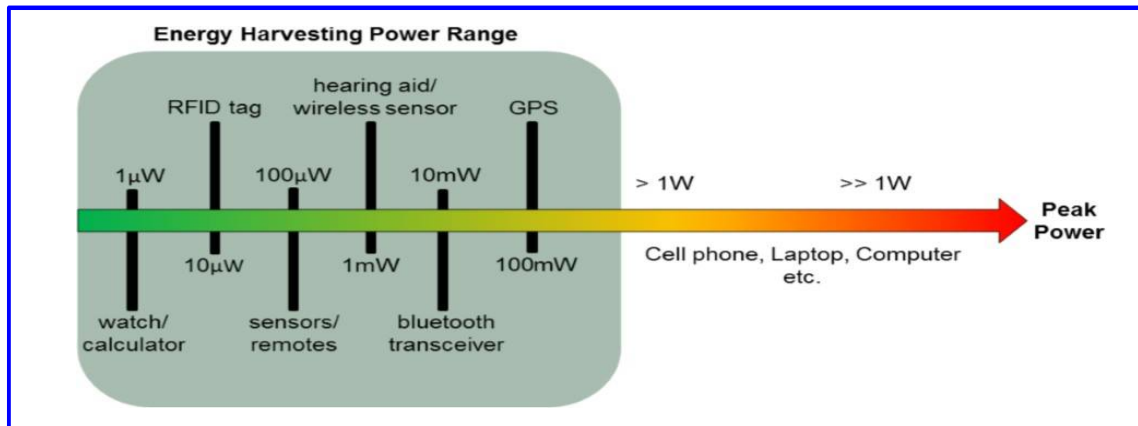 Energy Harvesting Power Range
hearing aid/
wireless sensor
RFID tag
GPS
1µW
100µW
10mW
> 1W
>> 1W
Peak
Power
10µW
1mW
100mW
Cell phone, Laptop, Computer
etc.
watch/
calculator
sensors/
remotes
bluetooth
transceiver